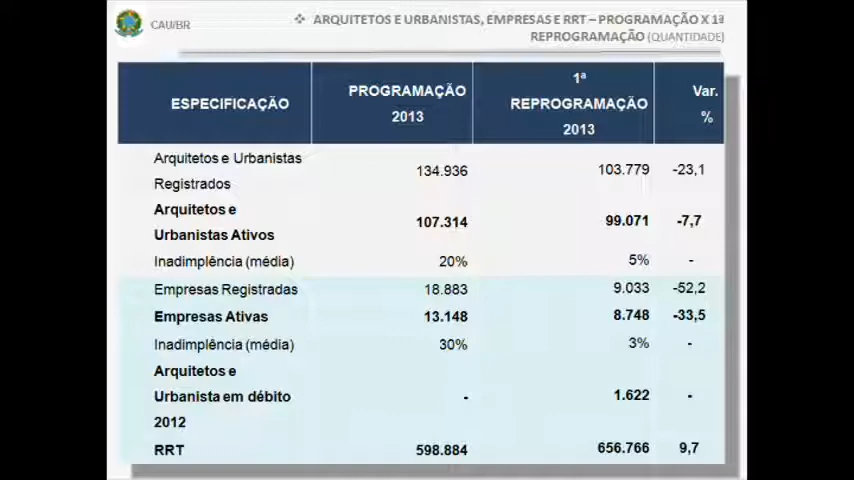 CAU/BR
❖ ARQUITETOS E URBANISTAS, EMPRESAS E RRT – PROGRAMAÇÃO X 1ª
REPROGRAMAÇÃO (QUANTIDADE)
ESPECIFICAÇÃO PROGRAMAÇÃO 2013 1ª REPROGRAMAÇÃO 2013 Var. %
Arquitetos e Urbanistas
Registrados 134.936 103.779 -23,1
Arquitetos e
Urbanistas Ativos 107.314 99.071 -7,7
Inadimplência (média) 20% 5% -
Empresas Registradas 18.883 9.033 -52,2
Empresas Ativas 13.148 8.748 -33,5
Inadimplência (média) 30% 3% -
Arquitetos e
Urbanista em débito - 1.622 -
2012
RRT 598.884 656.766 9,7